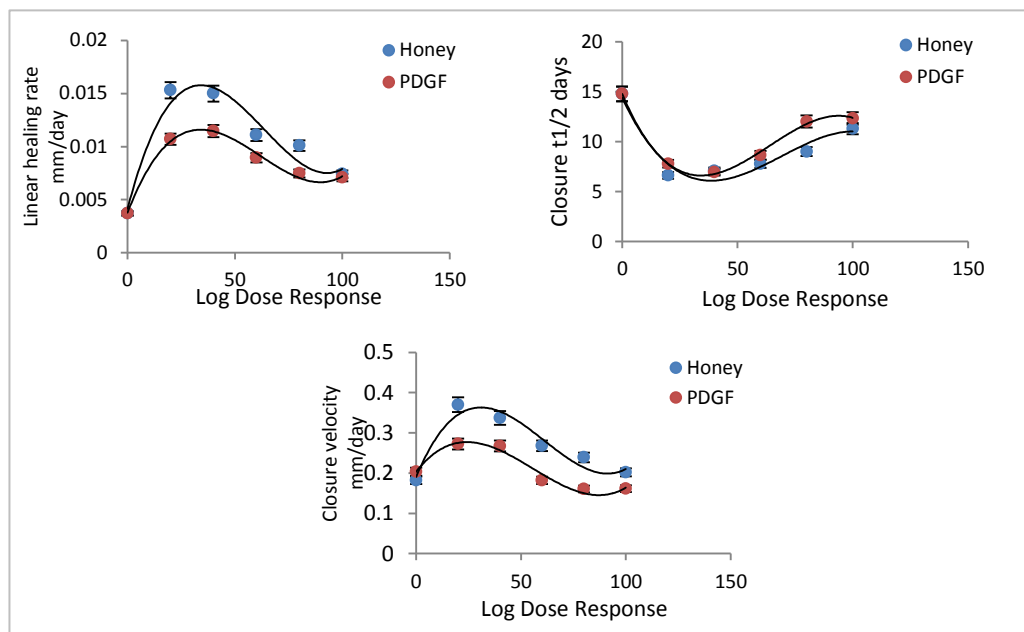 Linear healing rate
mm/day
0.02
0.015
0.01
0.005
0
0
50
100
150
Log Dose Response
Honey
PDGF
Closure t1/2 days
20
15
10
5
0
0
50
100
150
Log Dose Response
Honey
PDGF
Closure velocity
mm/day
0.5
0.4
0.3
0.2
0.1
0
0
50
100
150
Log Dose Response
Honey
PDGF